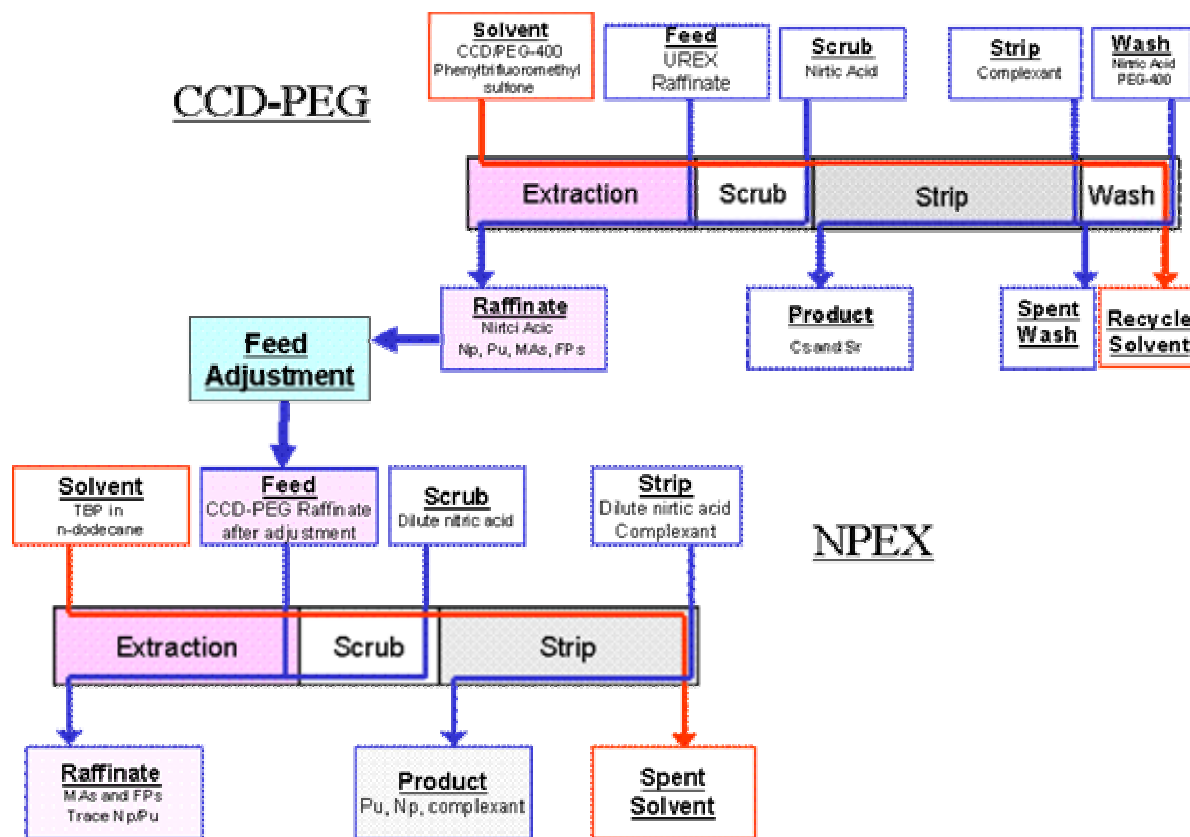 Solvent
CCD/PEG-400
Phenyltrifluoromethyl
sulfone
Feed
UREX
Raffinate
Scrub
Nirtic Acid
Strip
Complexant
Wash
Nitric Acid
PEG-400
CCD-PEG
Extraction
Scrub
Strip
Wash
Raffinate
Nirtci Acic
Np, Pu, MAs, FPs
Product
Cs and Sr
Spent
Wash
Recycle
Solvent
Feed
Adjustment
Solvent
TBP in
n-dodecane
Feed
CCD-PEG Raffinate
after adjustment
Scrub
Dilute nitric acid
Strip
Dilute nirtic acid
Complexant
NPEX
Extraction
Scrub
Strip
Raffinate
MAs and FPs
Trace Np/Pu
Product
Pu, Np, complexant
Spent
Solvent